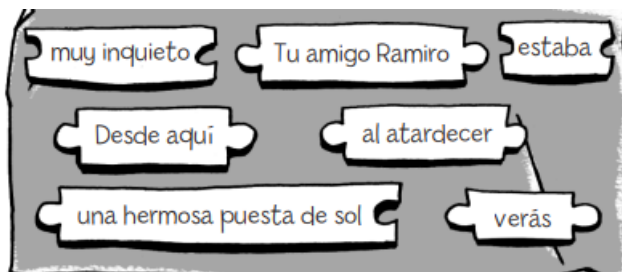 muy inquieto Tu amigo Ramiro estaba
Desde aquí al atardecer
una hermosa puesta de sol verás